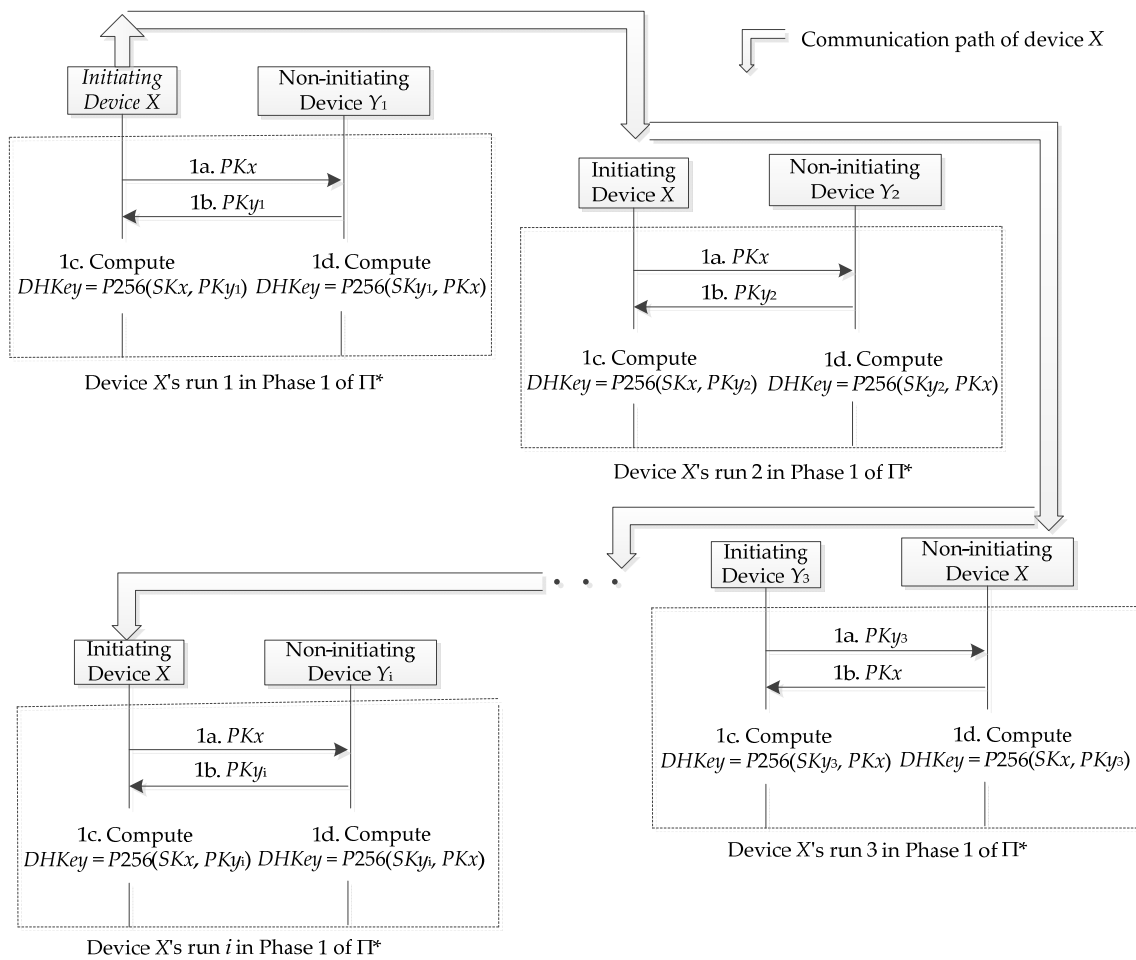 Communication path of device X
Initiating
Device X
Non-initiating
Device Y1
1a. PKx
1b. PKy1
1c. Compute
DHKey = P256(SKx, PKy1)
1d. Compute
DHKey = P256(SKy1, PKx)
Device X's run 1 in Phase 1 of Π*
Initiating
Device X
Non-initiating
Device Y2
1a. PKx
1b. PKy2
1c. Compute
DHKey = P256(SKx, PKy2)
1d. Compute
DHKey = P256(SKy2, PKx)
Device X's run 2 in Phase 1 of Π*
Initiating
Device Y3
Non-initiating
Device X
1a. PKy3
1b. PKx
1c. Compute
DHKey = P256(SKy3, PKx)
1d. Compute
DHKey = P256(SKx, PKy3)
Device X's run 3 in Phase 1 of Π*
. . .
Initiating
Device X
Non-initiating
Device Yi
1a. PKx
1b. PKyi
1c. Compute
DHKey = P256(SKx, PKyi)
1d. Compute
DHKey = P256(SKyi, PKx)
Device X's run i in Phase 1 of Π*